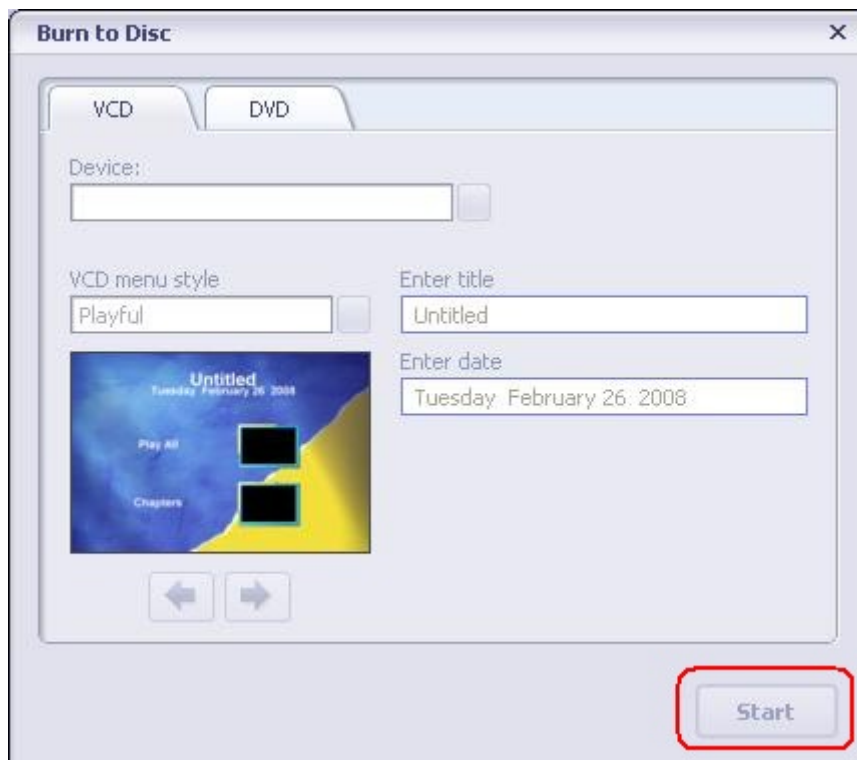 Burn to Disc
VCD
DVD
Device:
VCD menu style
Playful
Enter title
Untitled
Enter date
Tuesday February 26 2008
Untitled
Tuesday February 26 2008
Play All
Chapters
Start